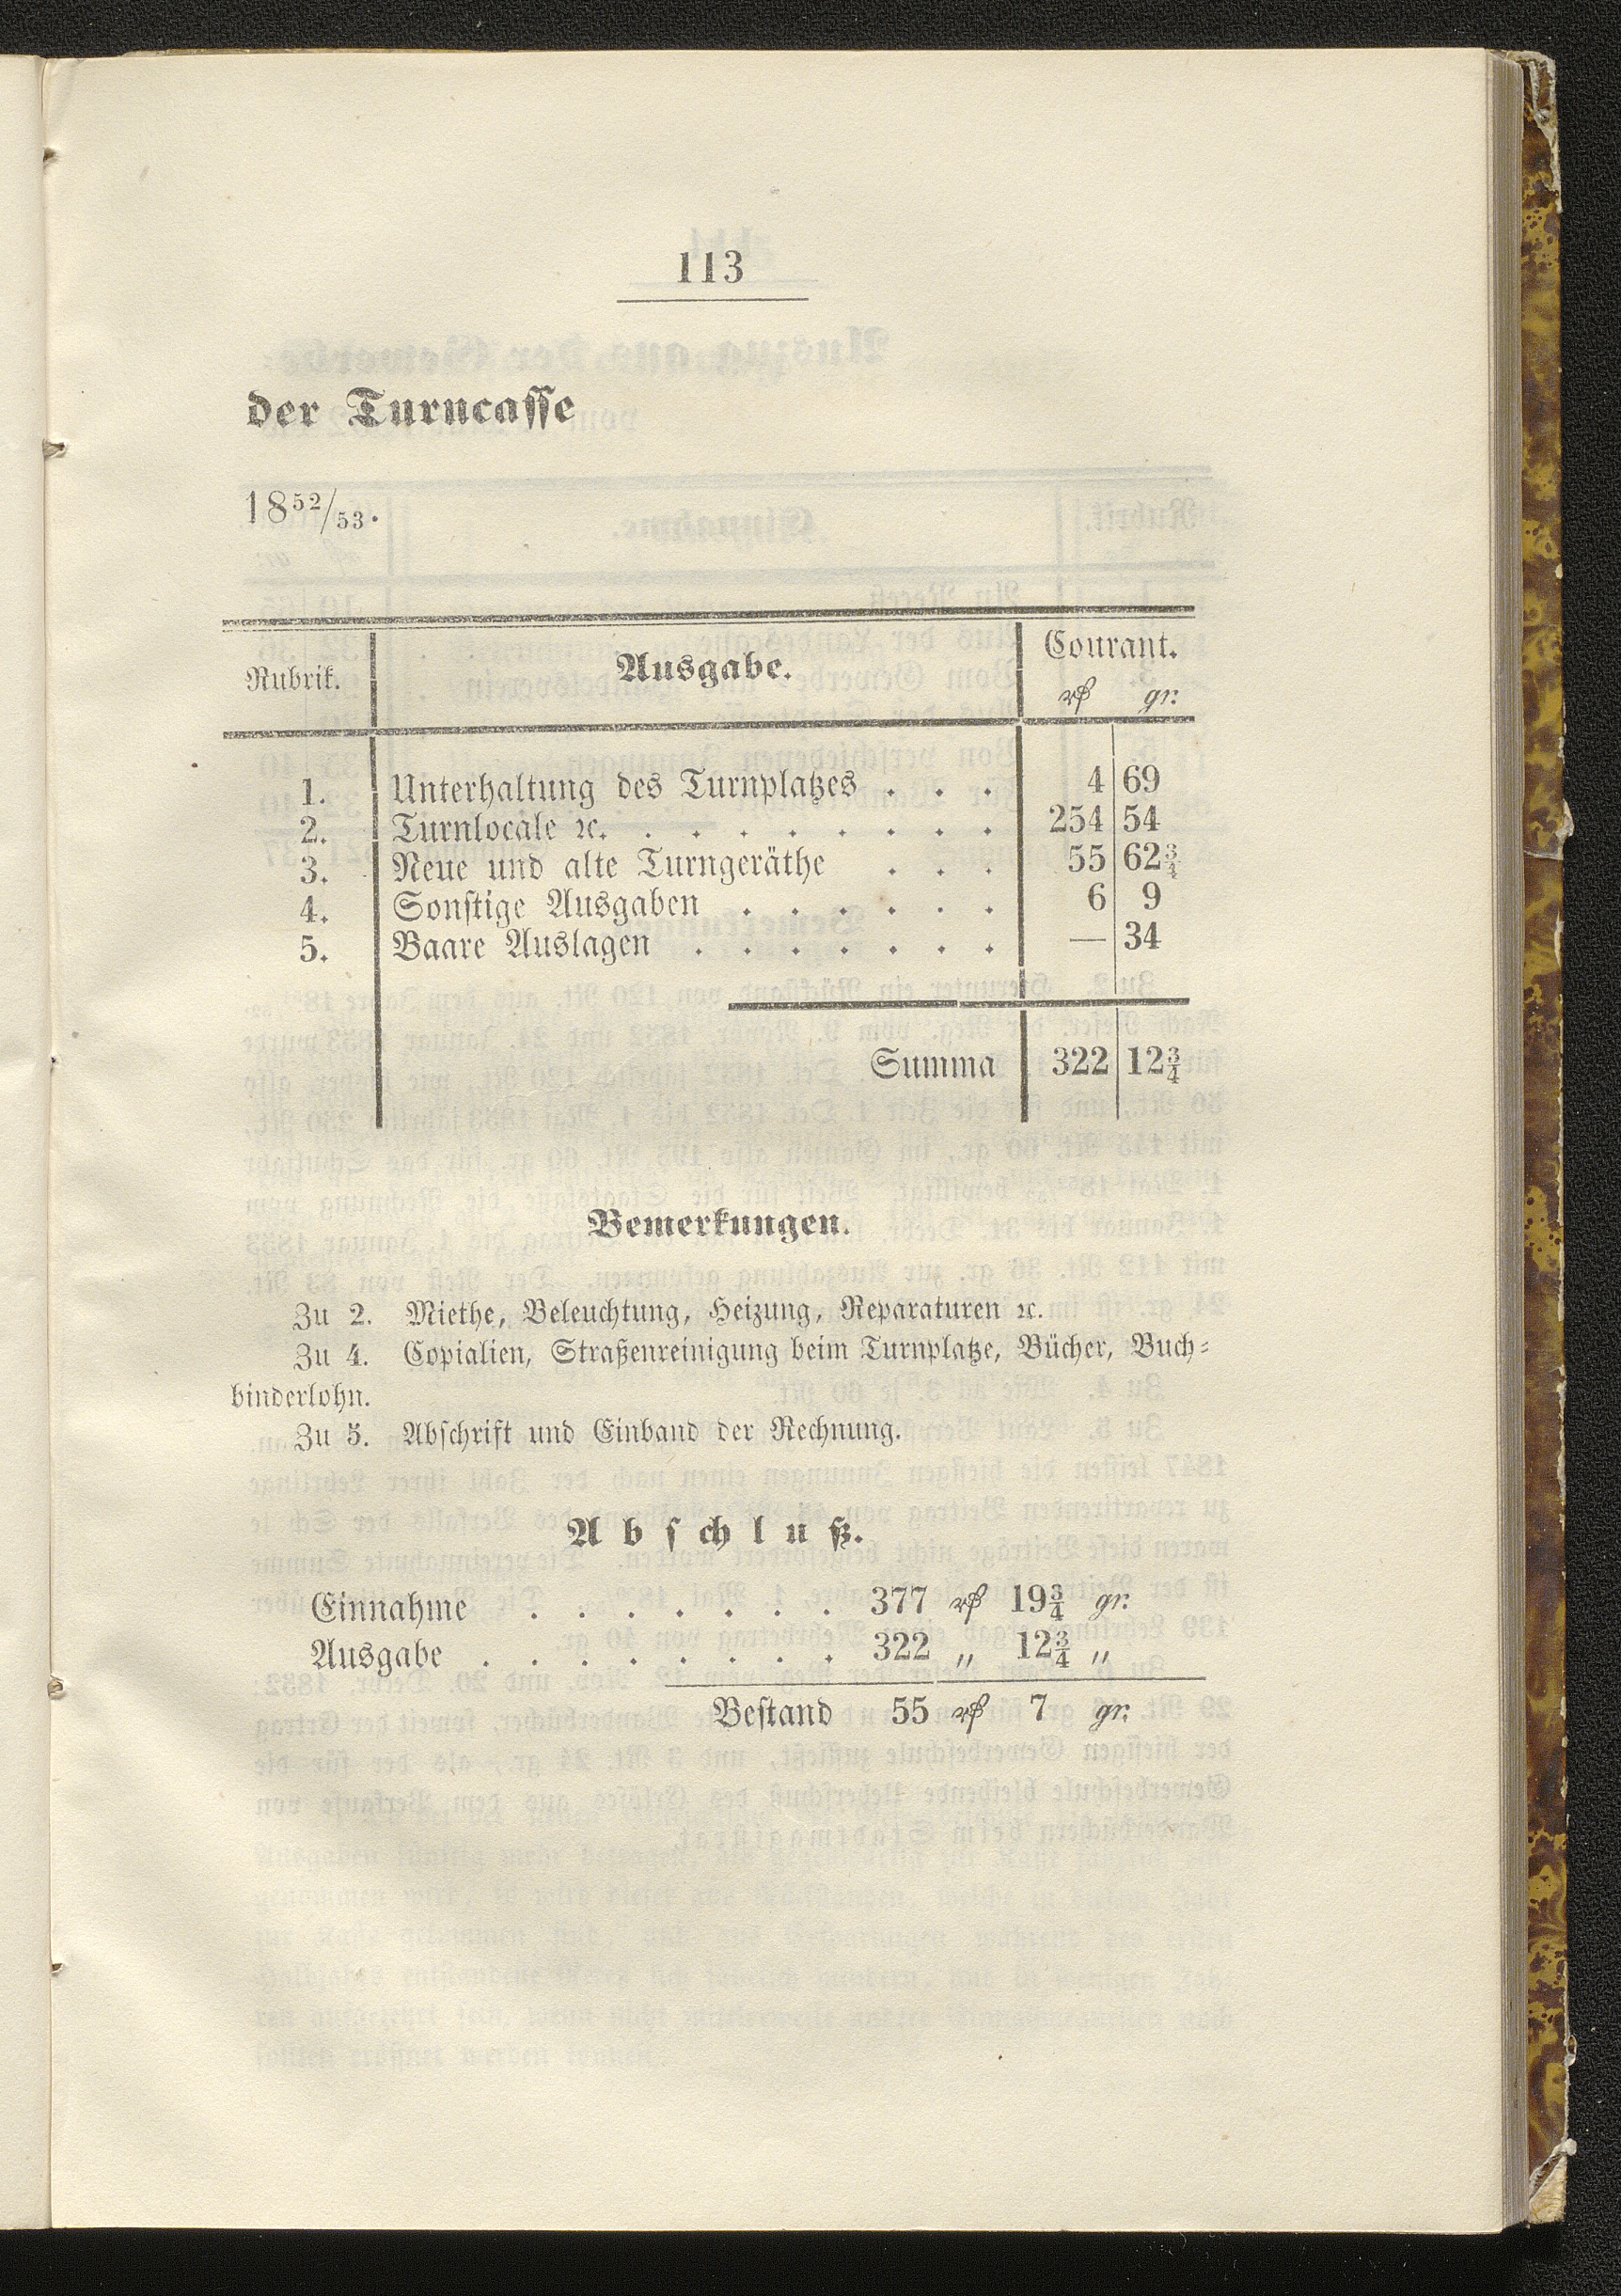 113
der Turncasse
18⁵²/₅₃.
Rubrik. Ausgabe. Courant.
₰ gr.
1. Unterhaltung des Turnplatzes . . . 4 69
2. Turnlocale ꝛc. . . . . . . . . 254 54
3. Neue und alte Turngeräthe . . . 55 62¾
4. Sonstige Ausgaben . . . . . . 6 9
5. Baare Auslagen . . . . . . . — 34
Summa 322 12¾
Bemerkungen.
Zu 2. Miethe, Beleuchtung, Heizung, Reparaturen ꝛc.
Zu 4. Copialien, Straßenreinigung beim Turnplatze, Bücher, Buch-
binderlohn.
Zu 5. Abschrift und Einband der Rechnung.
Abschluß.
Einnahme . . . . . . . 377 ₰ 19¾ gr.
Ausgabe . . . . . . . . 322 „ 12¾ „
Bestand 55 ₰ 7 gr.